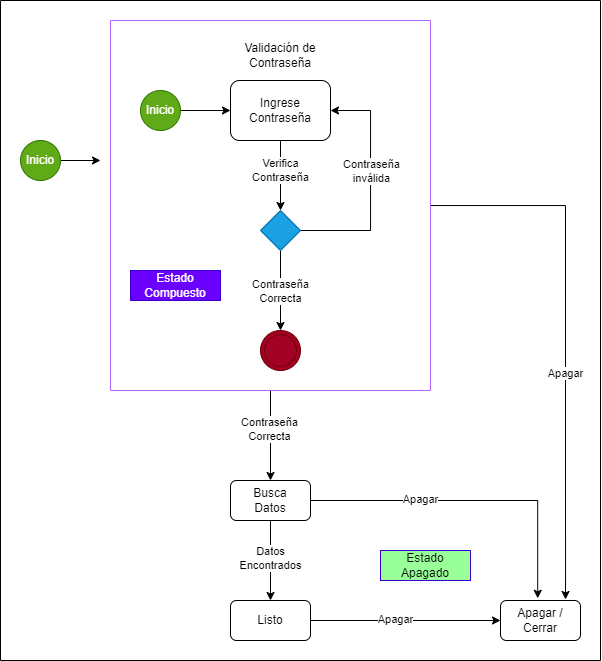 Validación de
Contraseña
Inicio
Ingrese
Contraseña
Inicio
Verifica
Contraseña
Contraseña
inválida
Estado
Compuesto
Contraseña
Correcta
Apagar
Contraseña
Correcta
Busca
Datos
Apagar
Datos
Encontrados
Estado
Apagado
Listo
Apagar
Apagar /
Cerrar